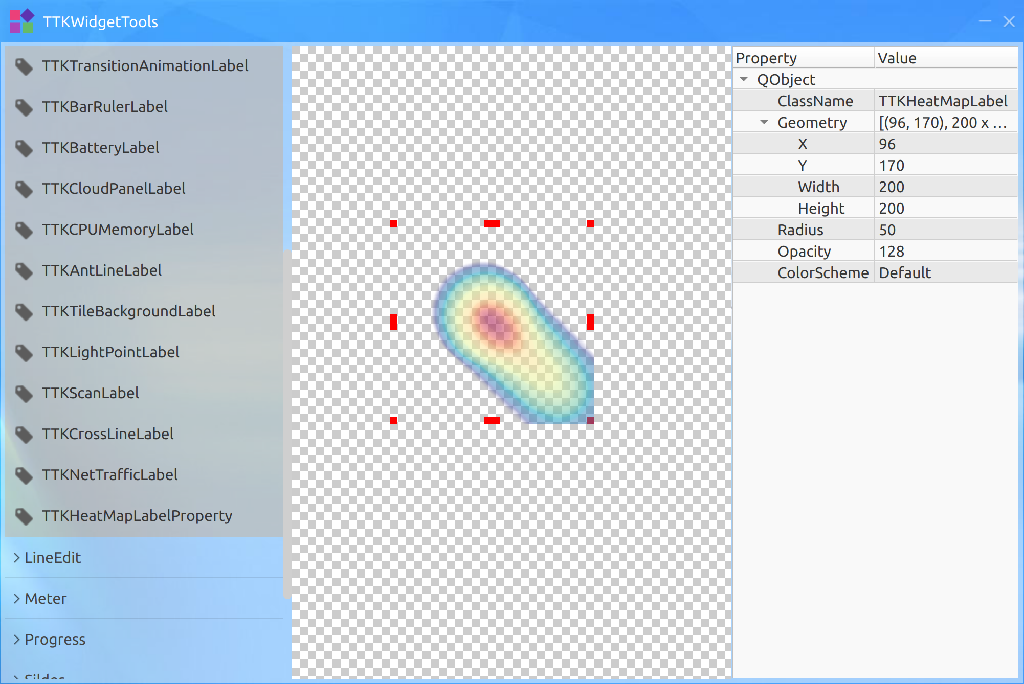 TTKWidgetTools
TTKTransitionAnimationLabel
TTKBarRulerLabel
TTKBatteryLabel
TTKCloudPanelLabel
TTKCPUMemoryLabel
TTKAntLineLabel
TTKTileBackgroundLabel
TTKLightPointLabel
TTKScanLabel
TTKCrossLineLabel
TTKNetTrafficLabel
TTKHeatMapLabelProperty
LineEdit
Meter
Progress
Property Value
QObject
ClassName TTKHeatMapLabel
Geometry [(96, 170), 200 x ...
X 96
Y 170
Width 200
Height 200
Radius 50
Opacity 128
ColorScheme Default